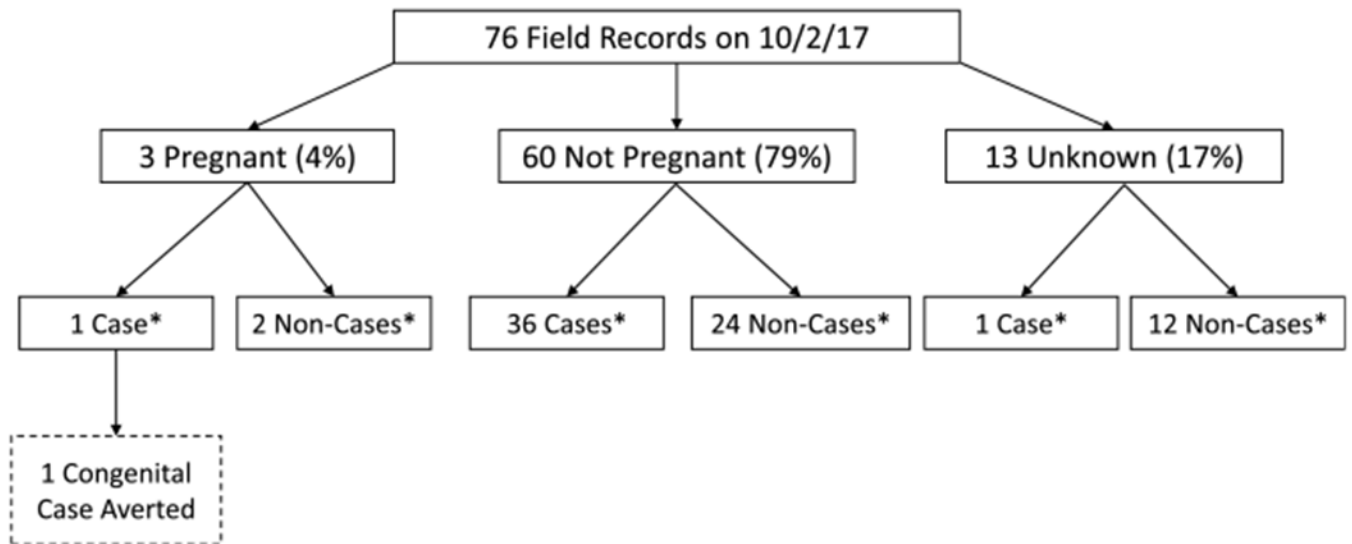 76 Field Records on 10/2/17
3 Pregnant (4%)
60 Not Pregnant (79%)
13 Unknown (17%)
1 Case*
2 Non-Cases*
36 Cases*
24 Non-Cases*
1 Case*
12 Non-Cases*
1 Congenital
Case Averted